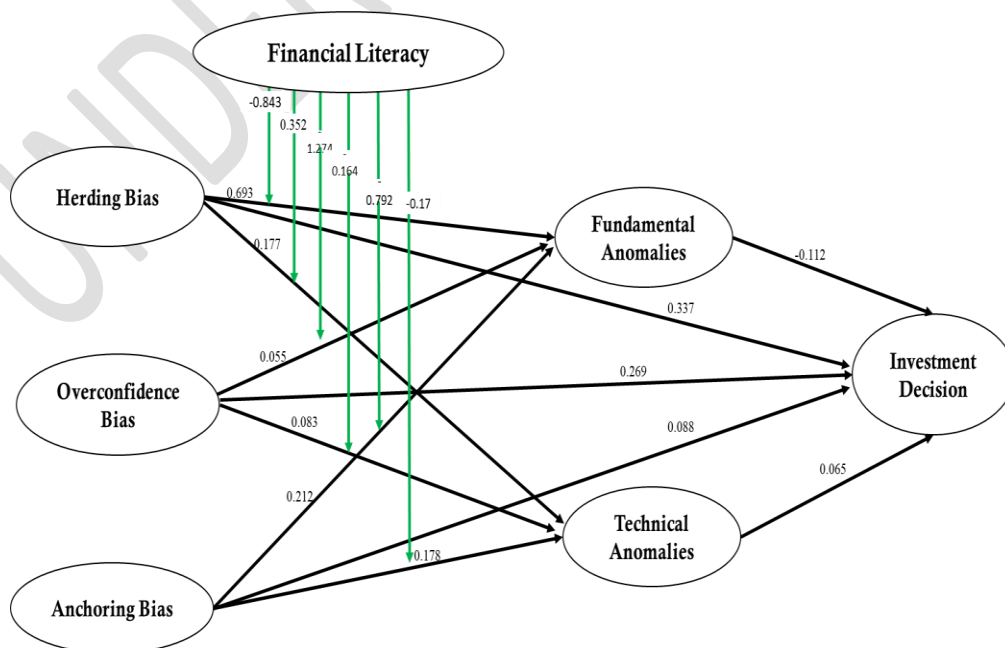 Financial Literacy
-0.843
0.352
-
1.274
-
0.164
-
0.792
-0.17
Herding Bias
0.693
0.177
Fundamental
Anomalies
-0.112
0.337
Overconfidence
Bias
0.055
0.083
0.269
Investment
Decision
0.088
0.212
0.065
Technical
Anomalies
0.178
Anchoring Bias
UNDE